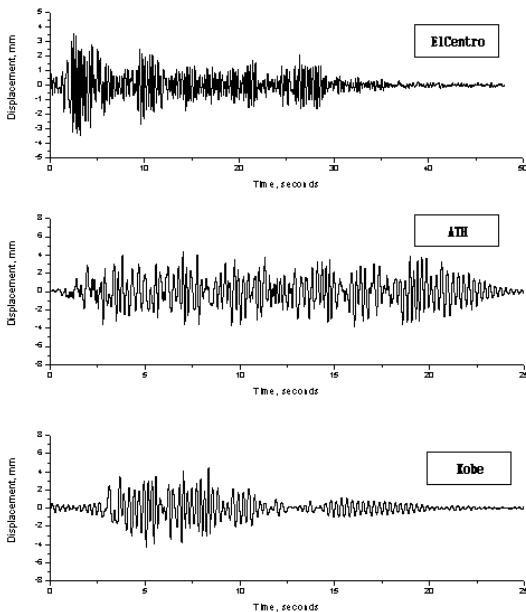 5
4
3
2
1
0
-1
-2
-3
-4
5
Displacement, mm
ElCentro
0 10 20 30 40 50
Time, seconds
8
6
4
2
0
-2
-4
-6
-8
Displacement, mm
ATH
0 5 10 15 20 25
Time, seconds
8
6
4
2
0
-2
-4
-6
-8
Displacement, mm
Kobe
0 5 10 15 20 25
Time, seconds